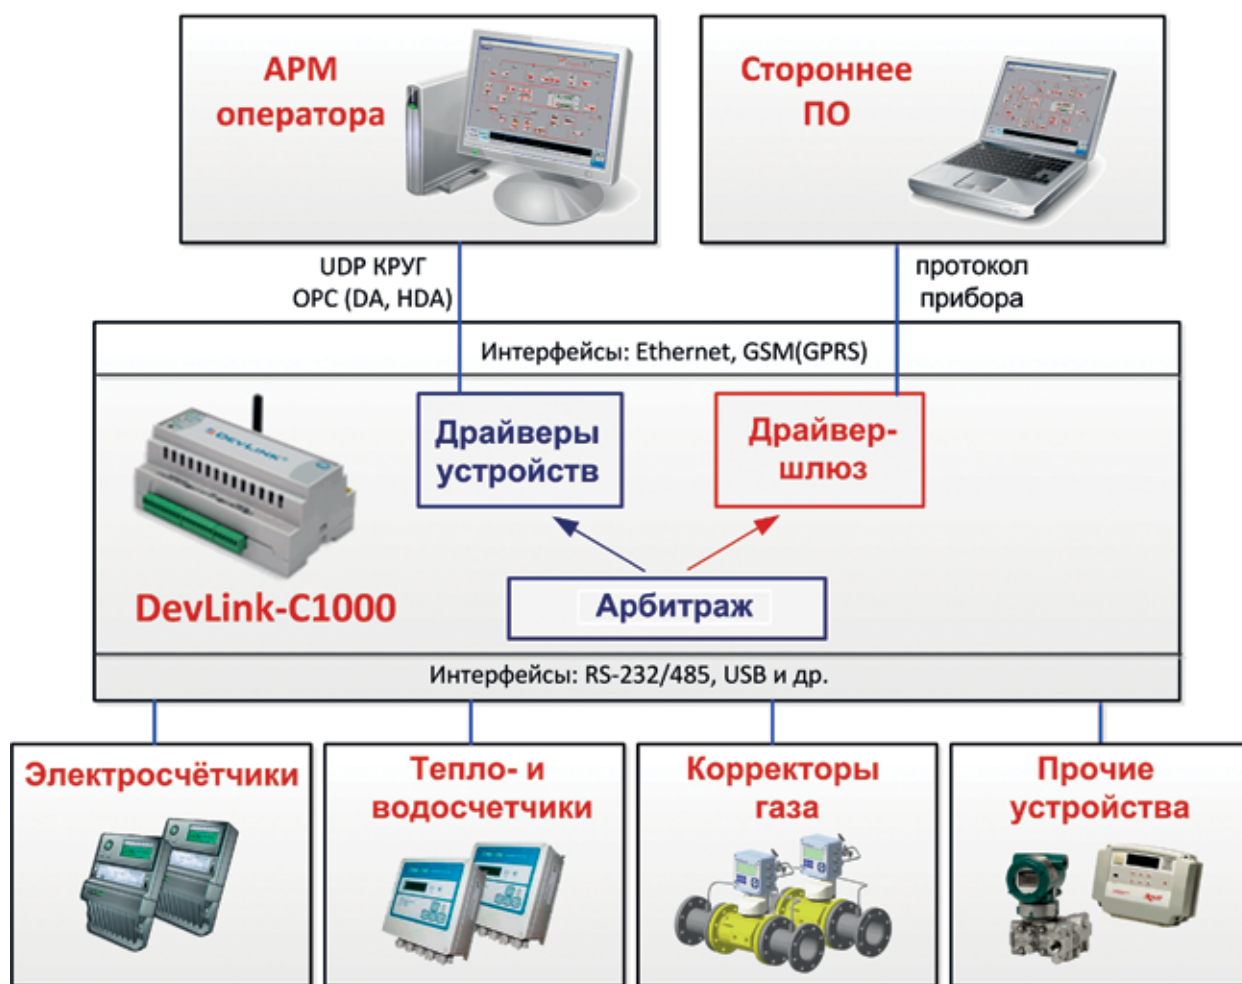 АРМ
оператора
Стороннее
ПО
UDP КРУГ
OPC (DA, HDA)
протокол
прибора
Интерфейсы: Ethernet, GSM(GPRS)
DEVLINK®
Драйверы
устройств
Драйвер-
шлюз
DevLink-C1000
Арбитраж
Интерфейсы: RS-232/485, USB и др.
Электросчётчики
Тепло- и
водосчетчики
Корректоры
газа
Прочие
устройства